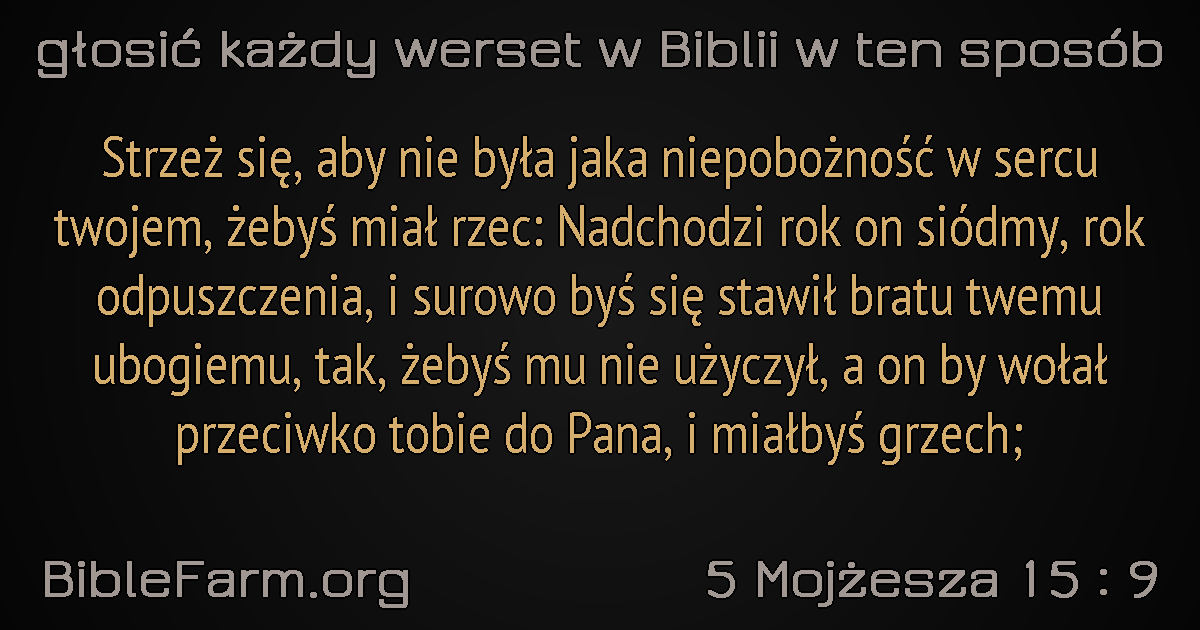 głosić każdy werset w Biblii w ten sposób
Strzeż się, aby nie była jaka niepobożność w sercu
twojem, żebyś miał rzec: Nadchodzi rok on siódmy, rok
odpuszczenia, i surowo byś się stawił bratu twemu
ubogiemu, tak, żebyś mu nie użyczył, a on by wołał
przeciwko tobie do Pana, i miałbyś grzech;
BibleFarm.org
5 Mojżesza 15 : 9